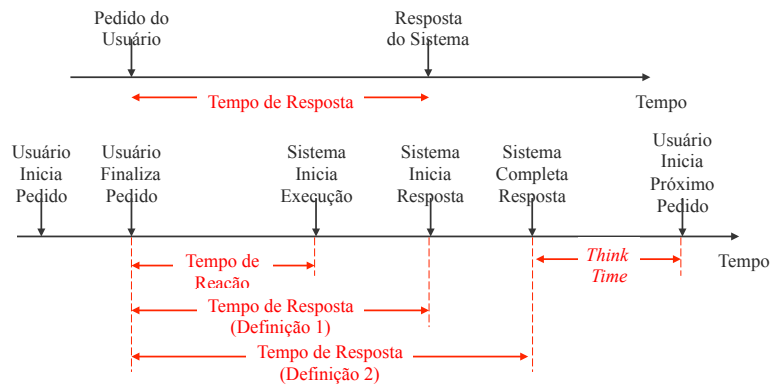 Pedido do
Usuário
Resposta
do Sistema
Tempo de Resposta
Tempo
Usuário
Inicia
Pedido
Usuário
Finaliza
Pedido
Sistema
Inicia
Execução
Sistema
Inicia
Resposta
Sistema
Completa
Resposta
Usuário
Inicia
Próximo
Pedido
Tempo de
Reação
Think
Time
Tempo
Tempo de Resposta
(Definição 1)
Tempo de Resposta
(Definição 2)